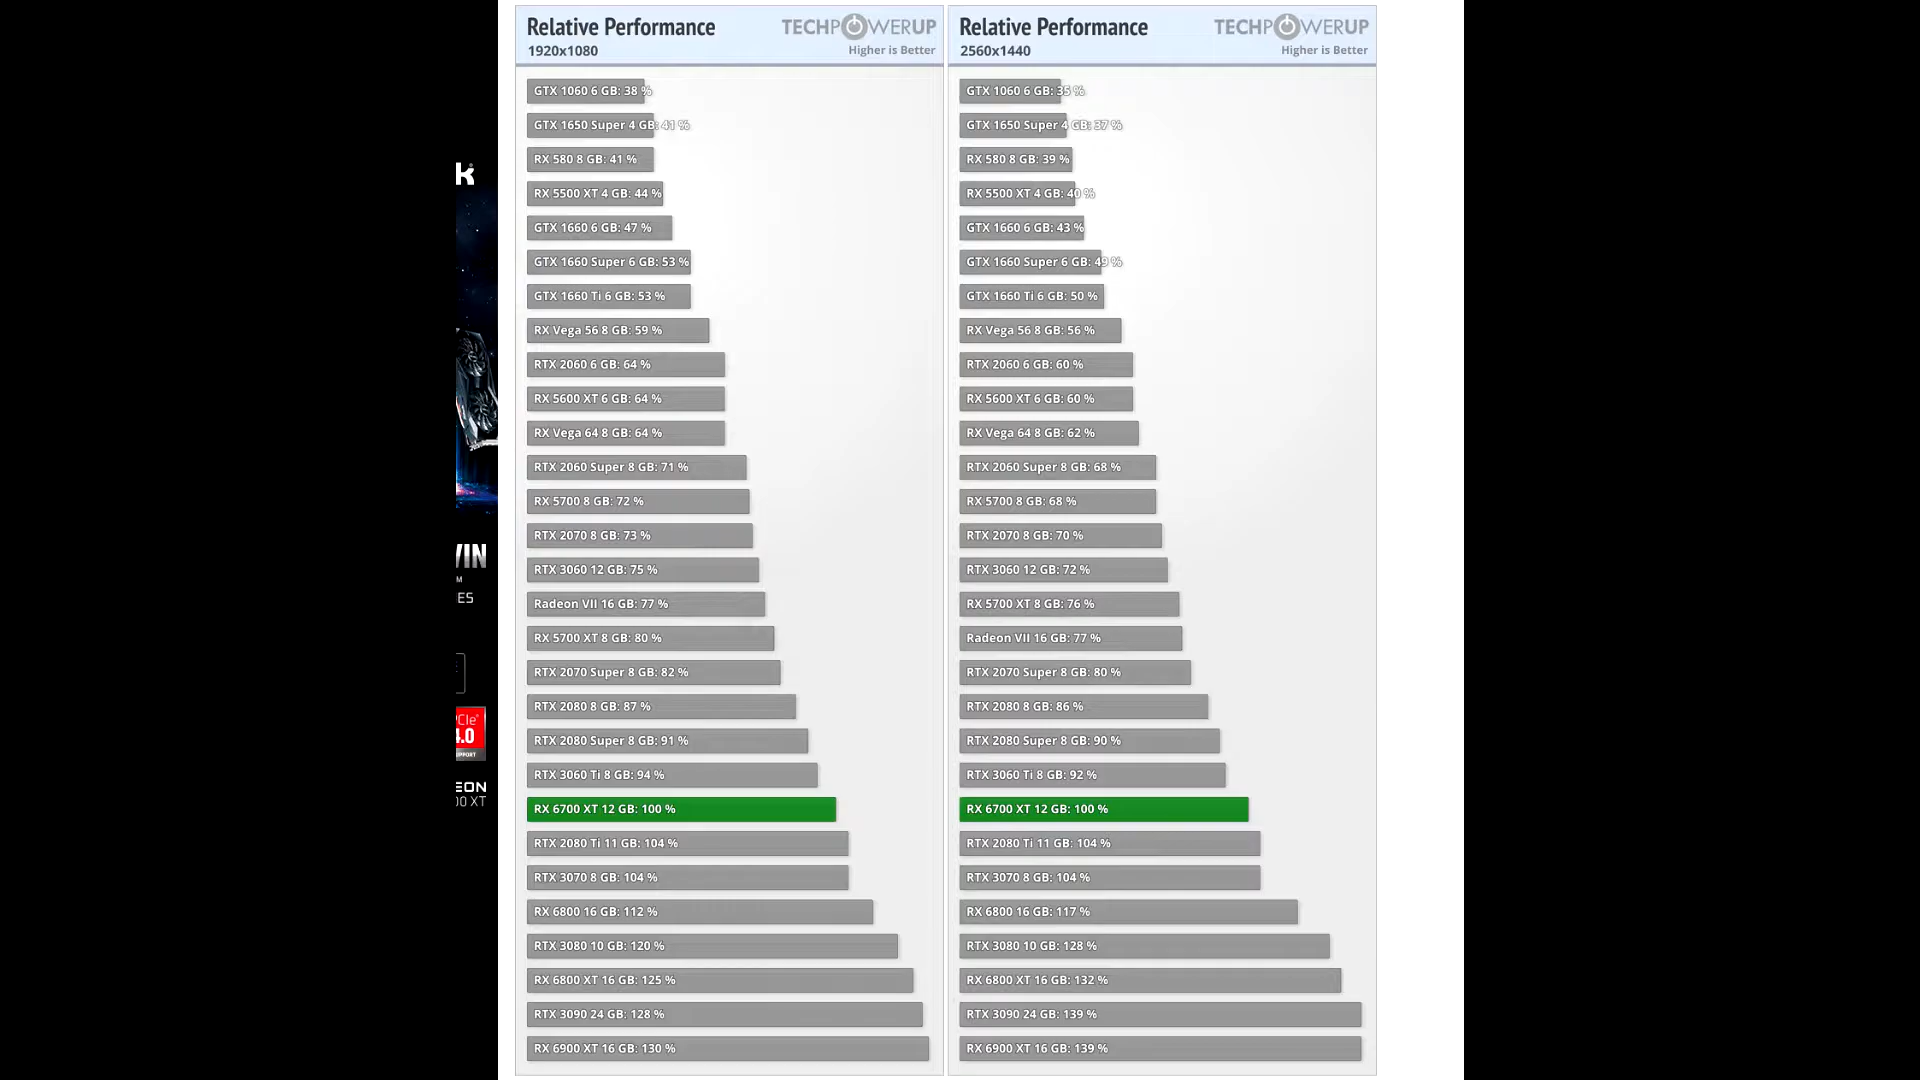 k
WIN
M
ES
PCIe
4.0
SUPPORT
EON
00 XT
Relative Performance
TECHPOWERUP
1920x1080
Higher is Better
GTX 1060 6 GB: 38 %
GTX 1650 Super 4 GB: 41 %
RX 580 8 GB: 41 %
RX 5500 XT 4 GB: 44 %
GTX 1660 6 GB: 47 %
GTX 1660 Super 6 GB: 53 %
GTX 1660 Ti 6 GB: 53 %
RX Vega 56 8 GB: 59 %
RTX 2060 6 GB: 64 %
RX 5600 XT 6 GB: 64 %
RX Vega 64 8 GB: 64 %
RTX 2060 Super 8 GB: 71 %
RX 5700 8 GB: 72 %
RTX 2070 8 GB: 73 %
RTX 3060 12 GB: 75 %
Radeon VII 16 GB: 77 %
RX 5700 XT 8 GB: 80 %
RTX 2070 Super 8 GB: 82 %
RTX 2080 8 GB: 87 %
RTX 2080 Super 8 GB: 91 %
RTX 3060 Ti 8 GB: 94 %
RX 6700 XT 12 GB: 100 %
RTX 2080 Ti 11 GB: 104 %
RTX 3070 8 GB: 104 %
RX 6800 16 GB: 112 %
RTX 3080 10 GB: 120 %
RX 6800 XT 16 GB: 125 %
RTX 3090 24 GB: 128 %
RX 6900 XT 16 GB: 130 %
Relative Performance
TECHPOWERUP
2560x1440
Higher is Better
GTX 1060 6 GB: 35 %
GTX 1650 Super 4 GB: 37 %
RX 580 8 GB: 39 %
RX 5500 XT 4 GB: 40 %
GTX 1660 6 GB: 43 %
GTX 1660 Super 6 GB: 49 %
GTX 1660 Ti 6 GB: 50 %
RX Vega 56 8 GB: 56 %
RTX 2060 6 GB: 60 %
RX 5600 XT 6 GB: 60 %
RX Vega 64 8 GB: 62 %
RTX 2060 Super 8 GB: 68 %
RX 5700 8 GB: 68 %
RTX 2070 8 GB: 70 %
RTX 3060 12 GB: 72 %
RX 5700 XT 8 GB: 76 %
Radeon VII 16 GB: 77 %
RTX 2070 Super 8 GB: 80 %
RTX 2080 8 GB: 86 %
RTX 2080 Super 8 GB: 90 %
RTX 3060 Ti 8 GB: 92 %
RX 6700 XT 12 GB: 100 %
RTX 2080 Ti 11 GB: 104 %
RTX 3070 8 GB: 104 %
RX 6800 16 GB: 117 %
RTX 3080 10 GB: 128 %
RX 6800 XT 16 GB: 132 %
RTX 3090 24 GB: 139 %
RX 6900 XT 16 GB: 139 %